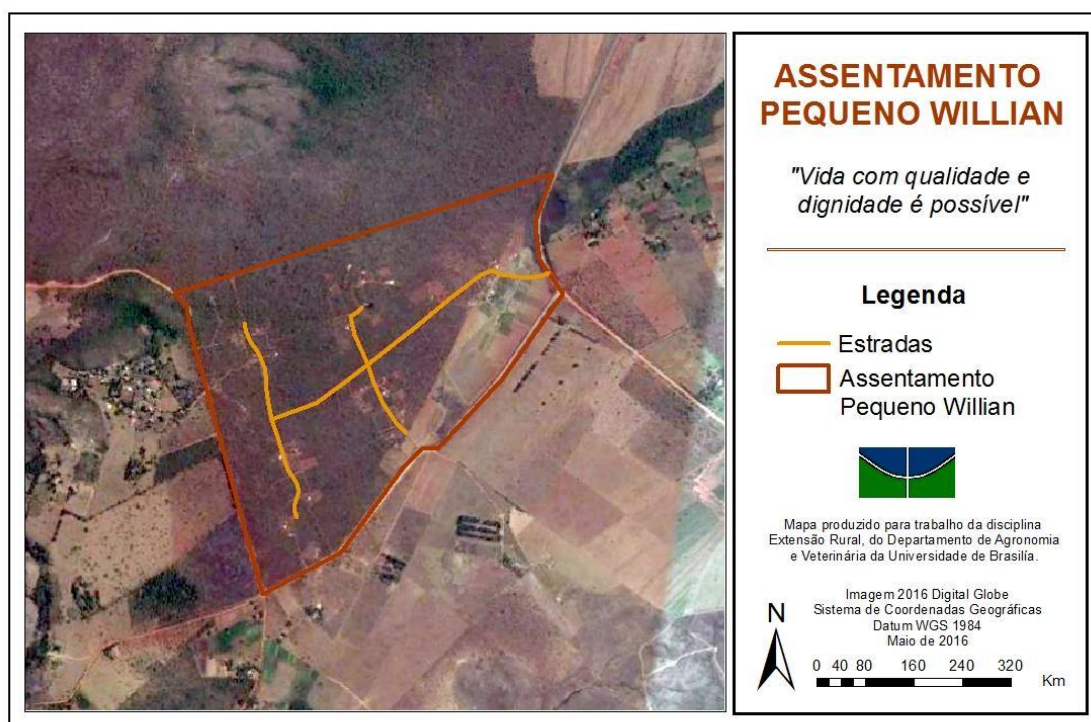 ASSENTAMENTO
PEQUENO WILLIAN
"Vida com qualidade e
dignidade é possível"
Legenda
Estradas
Assentamento
Pequeno Willian
Mapa produzido para trabalho da disciplina
Extensão Rural, do Departamento de Agronomia
e Veterinária da Universidade de Brasilía.
Imagem 2016 Digital Globe
Sistema de Coordenadas Geográficas
Datum WGS 1984
Maio de 2016
N
0 40 80 160 240 320
Km